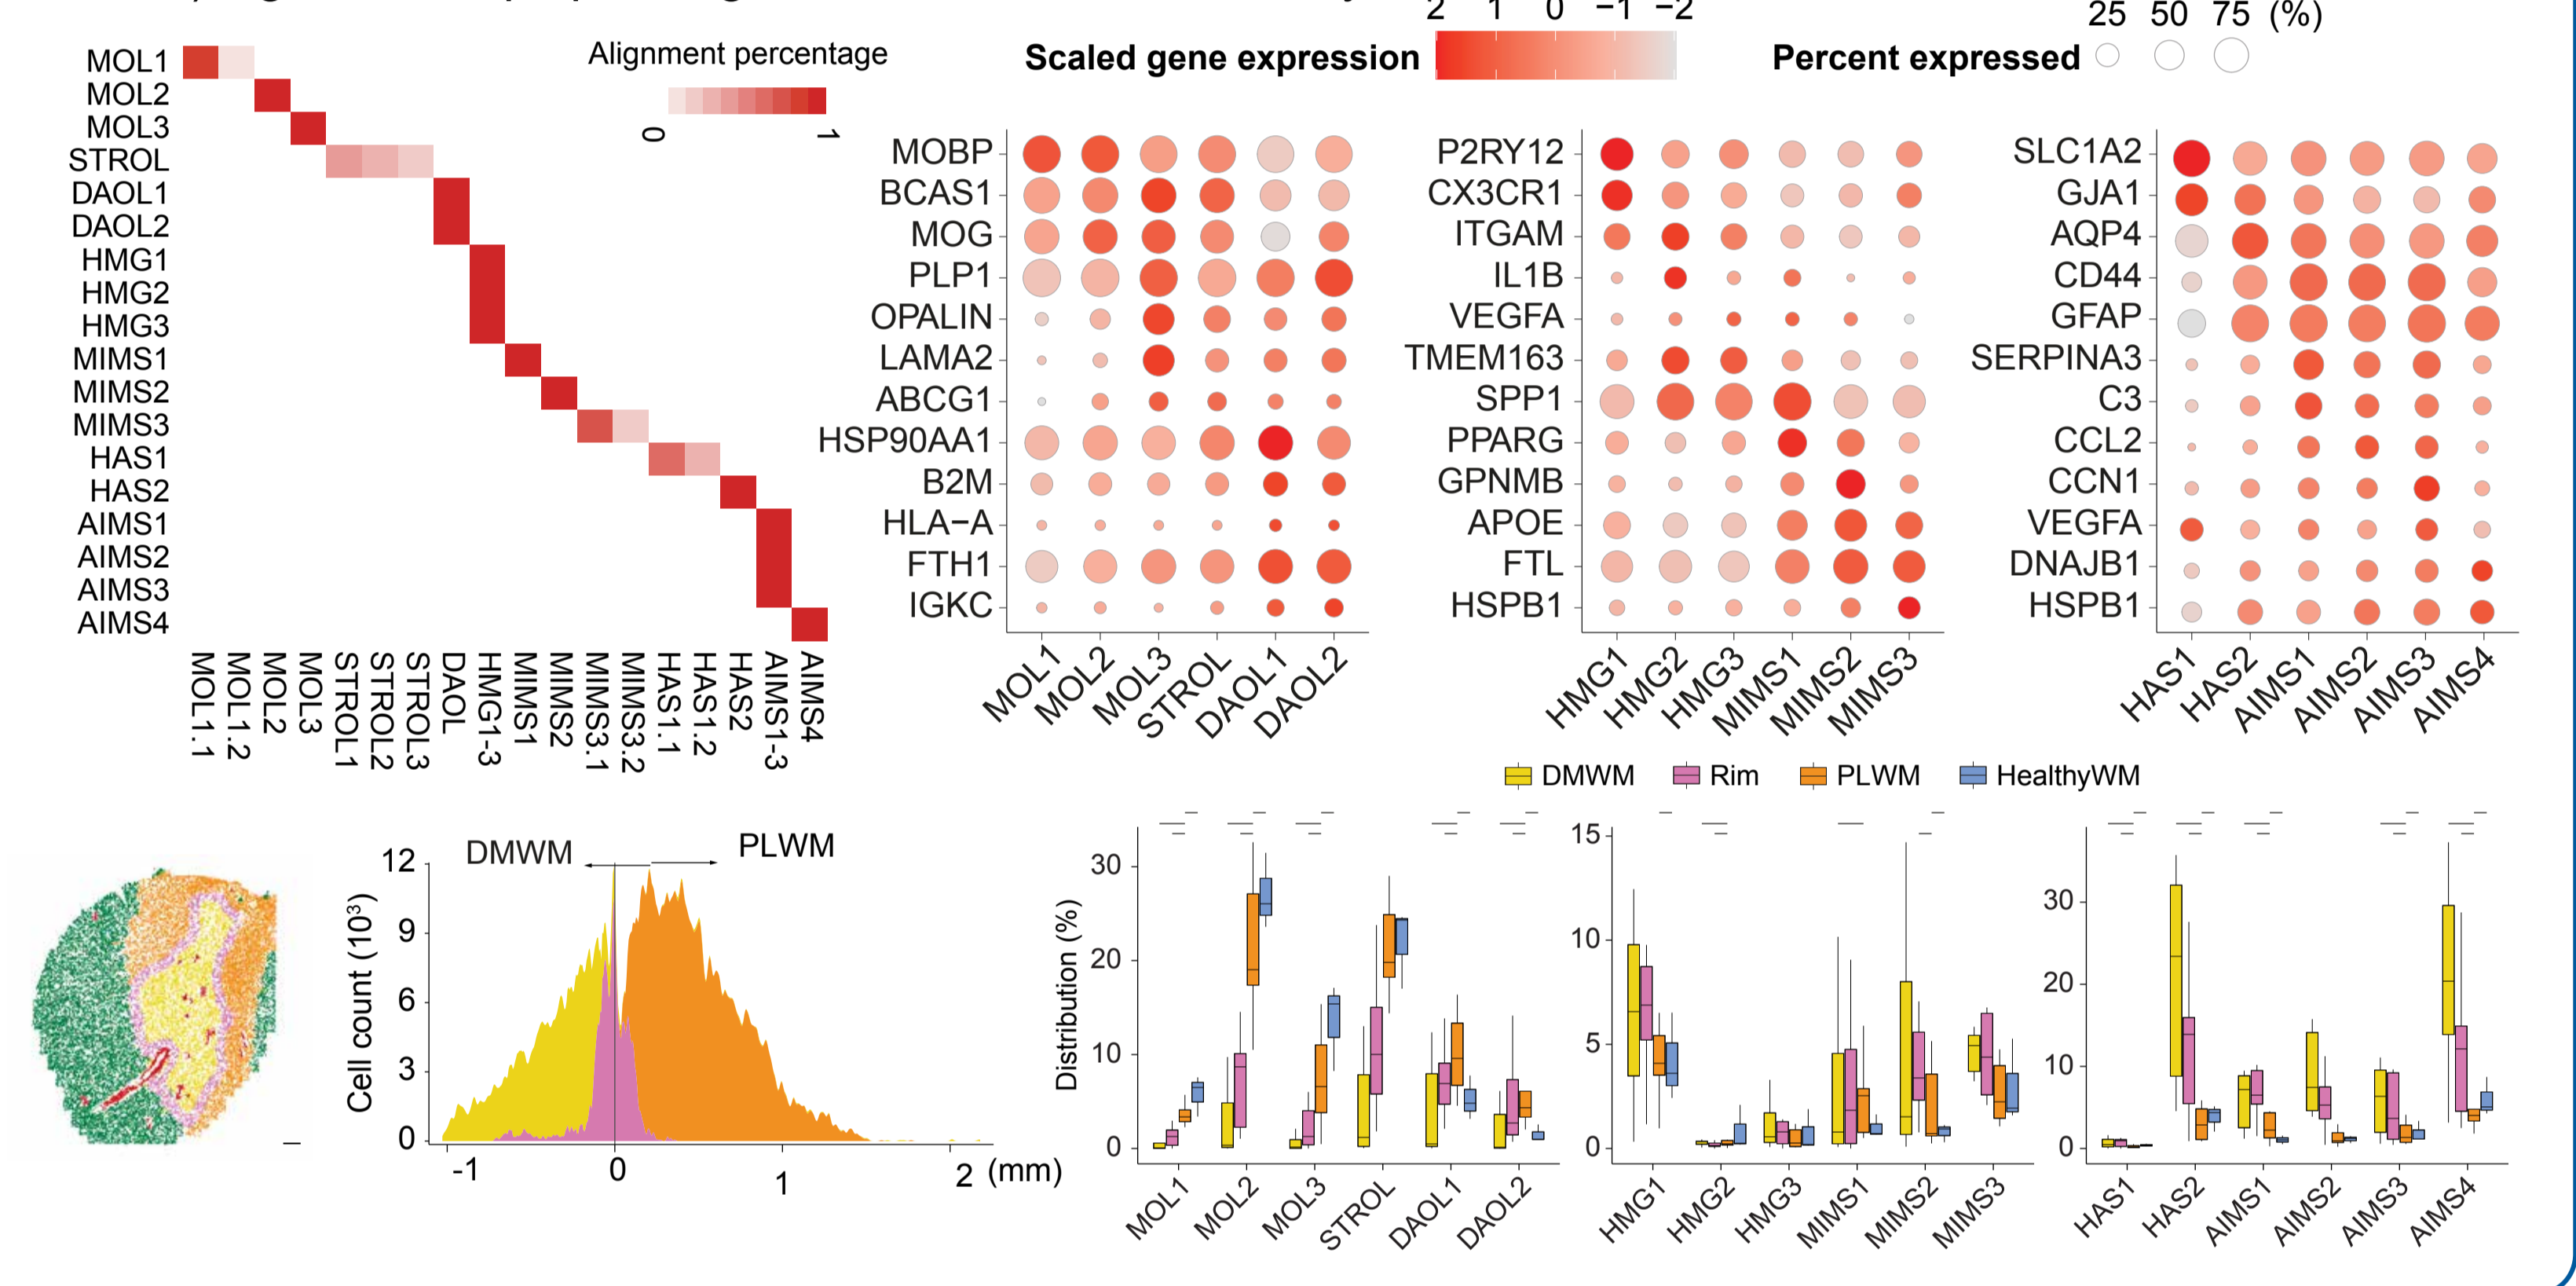 2 1 0 −1 −2
25 50 75 (%)
Alignment percentage
0 1
Scaled gene expression
Percent expressed
MOL1
MOL2
MOL3
STROL
DAOL1
DAOL2
HMG1
HMG2
HMG3
MIMS1
MIMS2
MIMS3
HAS1
HAS2
AIMS1
AIMS2
AIMS3
AIMS4
MOL1.1
MOL1.2
MOL2
MOL3
STROL1
STROL2
STROL3
DAOL
HMG1-3
MIMS1
MIMS2
MIMS3.1
MIMS3.2
HAS1.1
HAS1.2
HAS2
AIMS1-3
AIMS4
MOBP
BCAS1
MOG
PLP1
OPALIN
LAMA2
ABCG1
HSP90AA1
B2M
HLA−A
FTH1
IGKC
MOL1
MOL2
MOL3
STROL
DAOL1
DAOL2
P2RY12
CX3CR1
ITGAM
IL1B
VEGFA
TMEM163
SPP1
PPARG
GPNMB
APOE
FTL
HSPB1
HMG1
HMG2
HMG3
MIMS1
MIMS2
MIMS3
SLC1A2
GJA1
AQP4
CD44
GFAP
SERPINA3
C3
CCL2
CCN1
VEGFA
DNAJB1
HSPB1
HAS1
HAS2
AIMS1
AIMS2
AIMS3
AIMS4
DMWM Rim PLWM HealthyWM
DMWM PLWM
Cell count (10³)
12
9
6
3
0
-1 0 1 2 (mm)
Distribution (%)
30
20
10
0
MOL1
MOL2
MOL3
STROL
DAOL1
DAOL2
15
10
5
0
HMG1
HMG2
HMG3
MIMS1
MIMS2
MIMS3
30
20
10
0
HAS1
HAS2
AIMS1
AIMS2
AIMS3
AIMS4